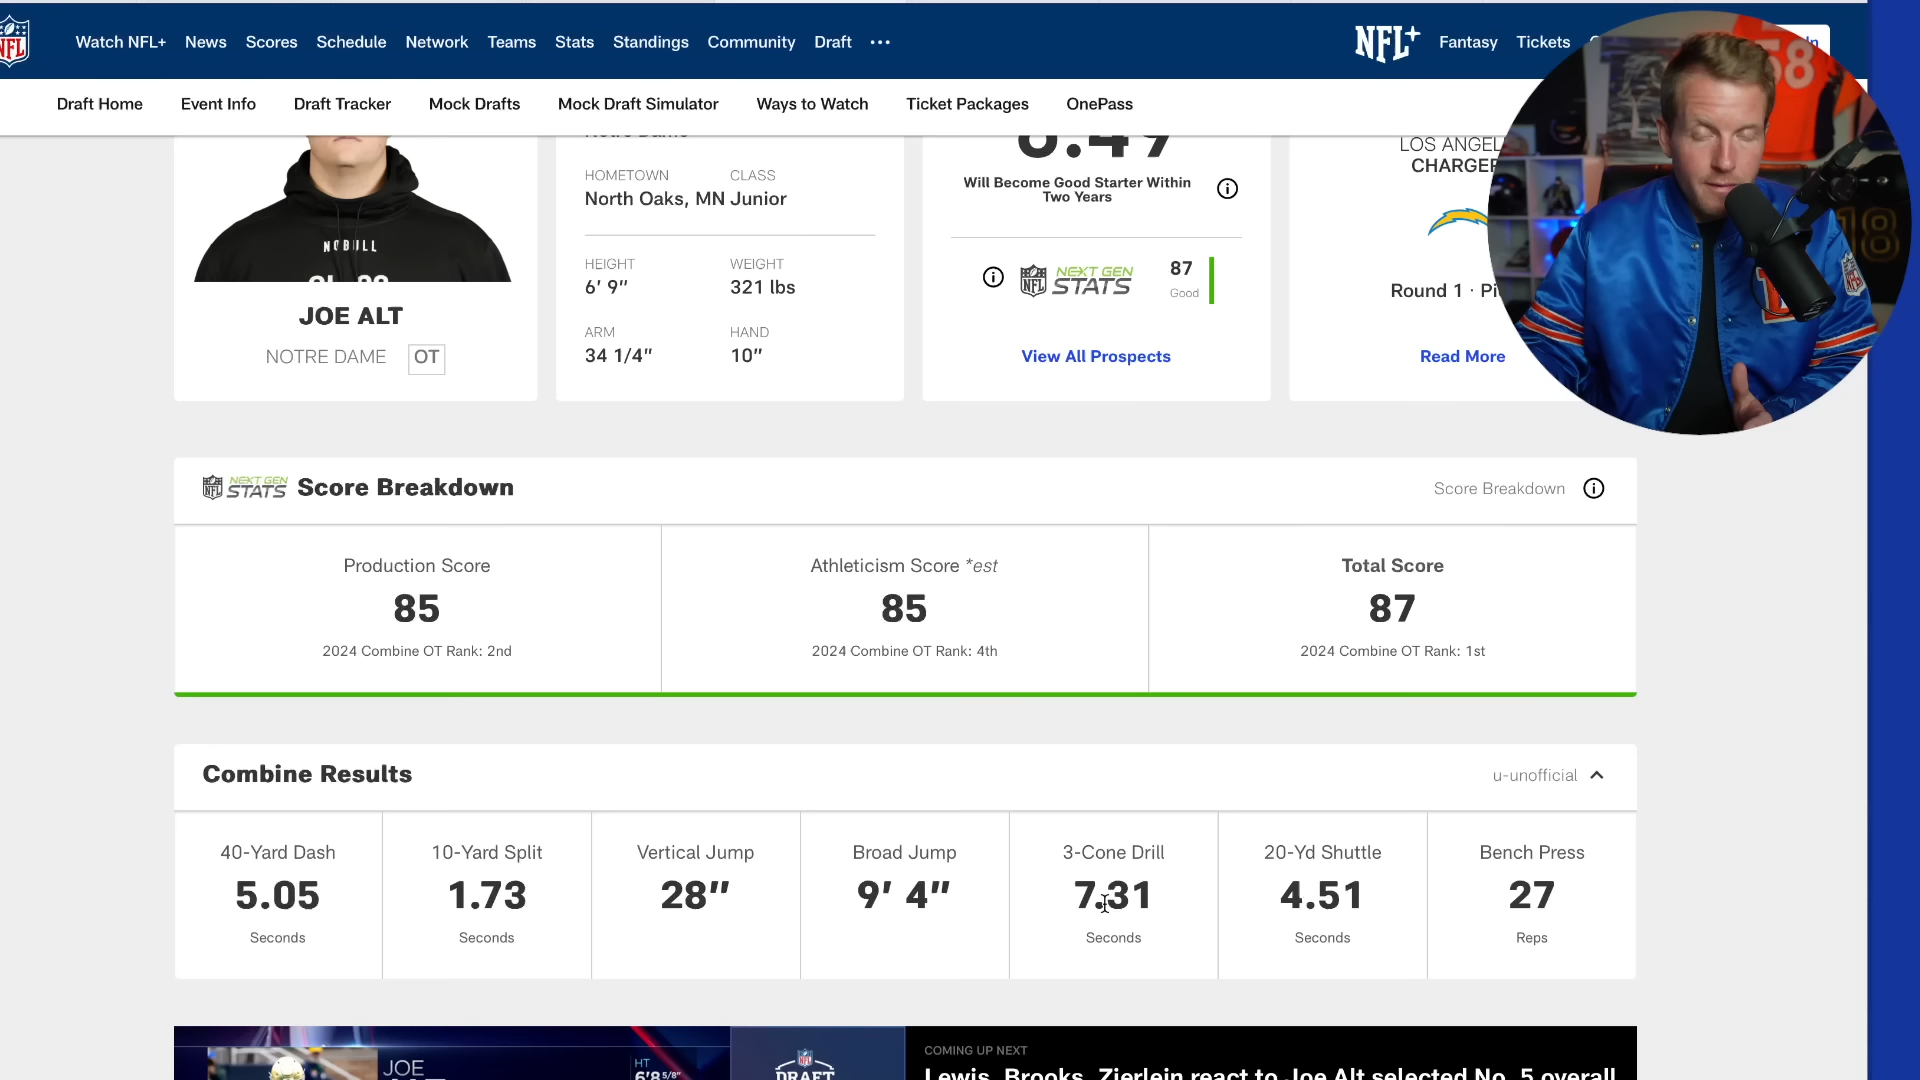 NFL
Watch NFL+ News Scores Schedule Network Teams Stats Standings Community Draft
NFL+ Fantasy Tickets
Draft Home Event Info Draft Tracker Mock Drafts Mock Draft Simulator Ways to Watch Ticket Packages OnePass
58
18
NOBULL
JOE ALT
NOTRE DAME OT
HOMETOWN CLASS
North Oaks, MN Junior
HEIGHT WEIGHT
6' 9" 321 lbs
ARM HAND
34 1/4" 10"
Will Become Good Starter Within
Two Years
NFL NEXT GEN STATS
87
Good
View All Prospects
LOS ANGEL
CHARGER
Round 1 · Pi
Read More
NFL NEXT GEN STATS Score Breakdown
Score Breakdown
Production Score
85
2024 Combine OT Rank: 2nd
Athleticism Score *est
85
2024 Combine OT Rank: 4th
Total Score
87
2024 Combine OT Rank: 1st
Combine Results
u-unofficial
40-Yard Dash
5.05
Seconds
10-Yard Split
1.73
Seconds
Vertical Jump
28"
Broad Jump
9' 4"
3-Cone Drill
7.31
Seconds
20-Yd Shuttle
4.51
Seconds
Bench Press
27
Reps
JOE
HT
6'8 5/8"
NFL
DRAFT
COMING UP NEXT
Lewis, Brooks, Zierlein react to Joe Alt selected No. 5 overall